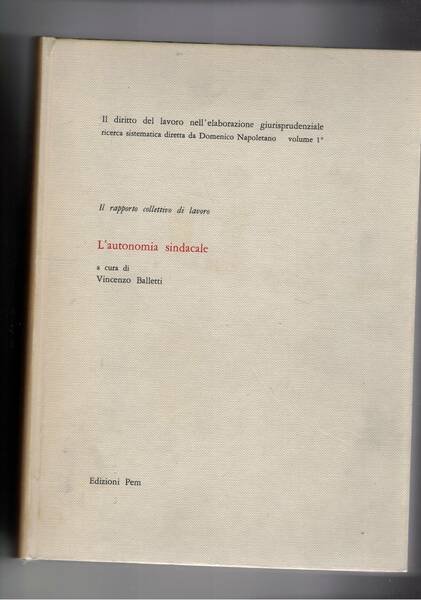 Il diritto del lavoro nell'elaborazione giurisprudenziale
ricerca sistematica diretta da Domenico Napoletano volume 1°
Il rapporto collettivo di lavoro
L'autonomia sindacale
a cura di
Vincenzo Balletti
Edizioni Pem